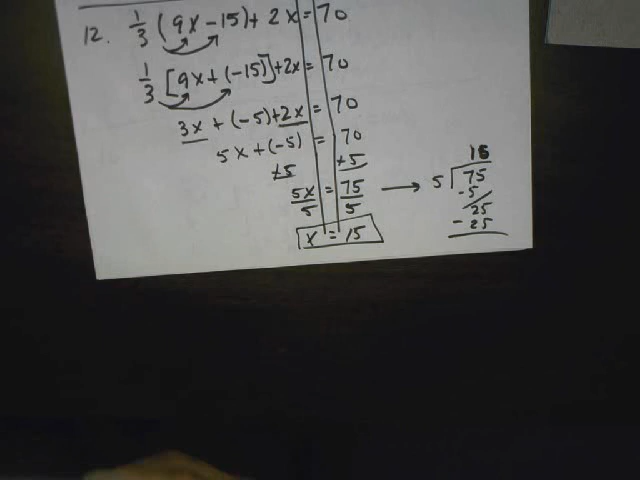 12. 1/3 (9x - 15) + 2x = 70
1/3 [9x + (-15)] + 2x = 70
3x + (-5) + 2x = 70
5x + (-5) = 70
+5 +5
5x/5 = 75/5 → 5 75
x = 15
15
-5
25
- 25